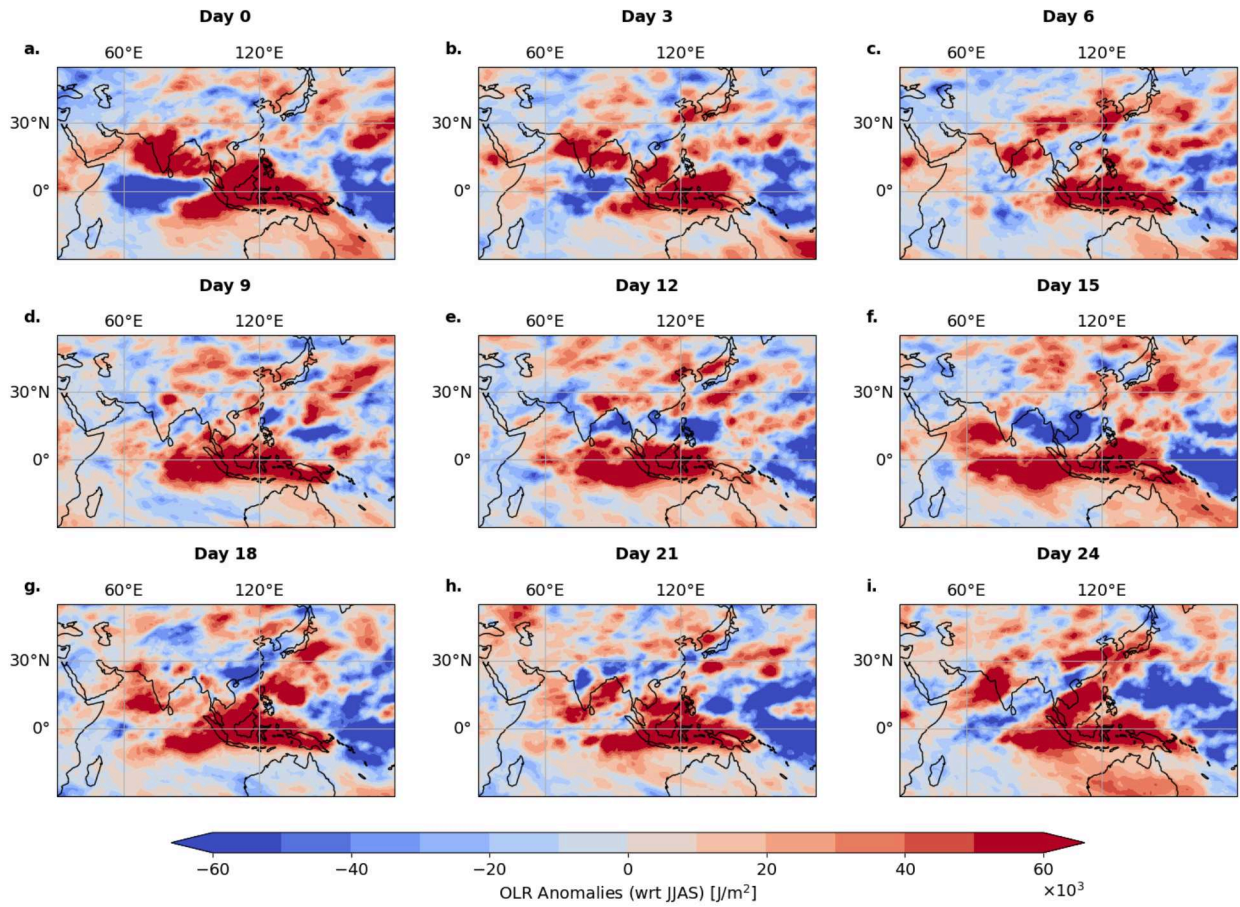 Day 0 Day 3 Day 6
a. 60°E 120°E b. 60°E 120°E c. 60°E 120°E
30°N 30°N 30°N
0° 0° 0°
Day 9 Day 12 Day 15
d. 60°E 120°E e. 60°E 120°E f. 60°E 120°E
30°N 30°N 30°N
0° 0° 0°
Day 18 Day 21 Day 24
g. 60°E 120°E h. 60°E 120°E i. 60°E 120°E
30°N 30°N 30°N
0° 0° 0°
−60 −40 −20 0 20 40 60
OLR Anomalies (wrt JJAS) [J/m²] ×10³